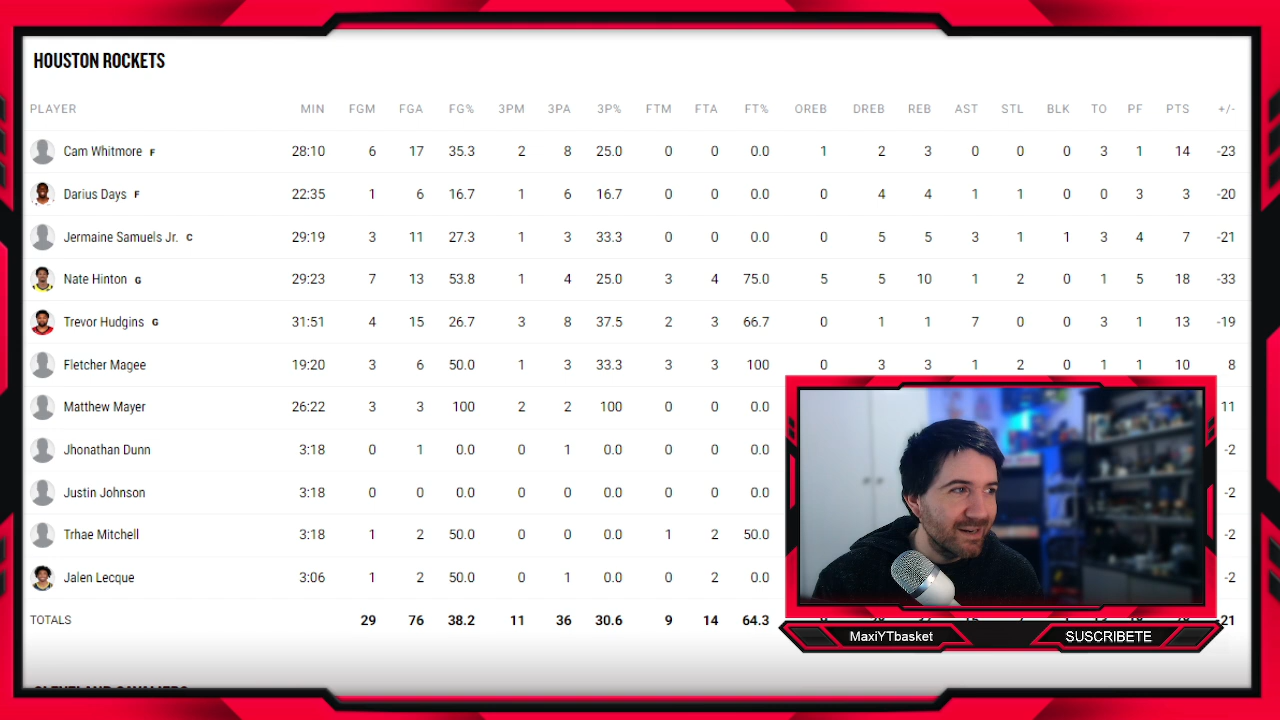 HOUSTON ROCKETS
PLAYER MIN FGM FGA FG% 3PM 3PA 3P% FTM FTA FT% OREB DREB REB AST STL BLK TO PF PTS +/-
Cam Whitmore F 28:10 6 17 35.3 2 8 25.0 0 0 0.0 1 2 3 0 0 0 3 1 14 -23
Darius Days F 22:35 1 6 16.7 1 6 16.7 0 0 0.0 0 4 4 1 1 0 0 3 3 -20
Jermaine Samuels Jr. C 29:19 3 11 27.3 1 3 33.3 0 0 0.0 0 5 5 3 1 1 3 4 7 -21
Nate Hinton G 29:23 7 13 53.8 1 4 25.0 3 4 75.0 5 5 10 1 2 0 1 5 18 -33
Trevor Hudgins G 31:51 4 15 26.7 3 8 37.5 2 3 66.7 0 1 1 7 0 0 3 1 13 -19
Fletcher Magee 19:20 3 6 50.0 1 3 33.3 3 3 100 0 3 3 1 2 0 1 1 10 8
Matthew Mayer 26:22 3 3 100 2 2 100 0 0 0.0 11
Jhonathan Dunn 3:18 0 1 0.0 0 1 0.0 0 0 0.0 -2
Justin Johnson 3:18 0 0 0.0 0 0 0.0 0 0 0.0 -2
Trhae Mitchell 3:18 1 2 50.0 0 0 0.0 1 2 50.0 -2
Jalen Lecque 3:06 1 2 50.0 0 1 0.0 0 2 0.0 -2
TOTALS 29 76 38.2 11 36 30.6 9 14 64.3 -21
MaxiYTbasket SUSCRIBETE